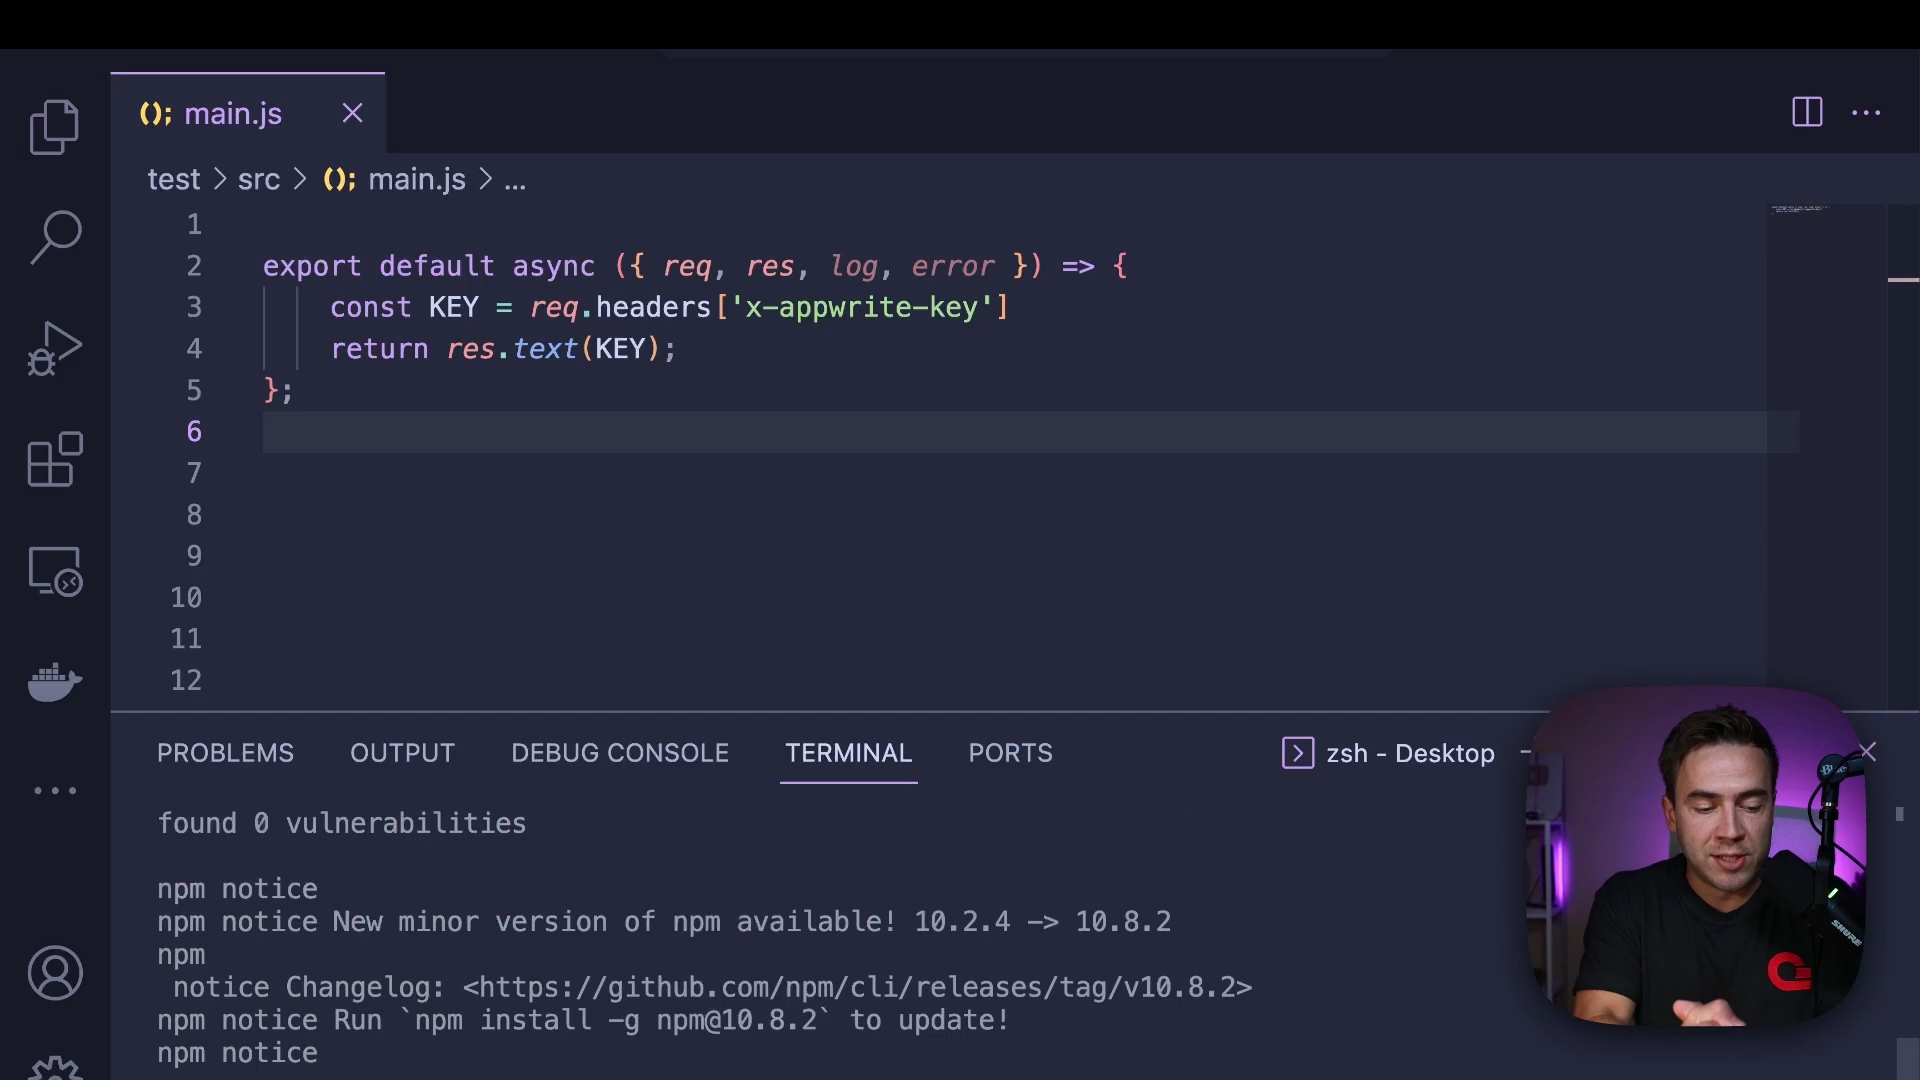 main.js
test > src > main.js > ...
1
2 export default async ({ req, res, log, error }) => {
3 const KEY = req.headers['x-appwrite-key']
4 return res.text(KEY);
5 };
6
7
8
9
10
11
12
PROBLEMS OUTPUT DEBUG CONSOLE TERMINAL PORTS zsh - Desktop
found 0 vulnerabilities
npm notice
npm notice New minor version of npm available! 10.2.4 -> 10.8.2
npm
notice Changelog: <https://github.com/npm/cli/releases/tag/v10.8.2>
npm notice Run `npm install -g npm@10.8.2` to update!
npm notice
SHURE